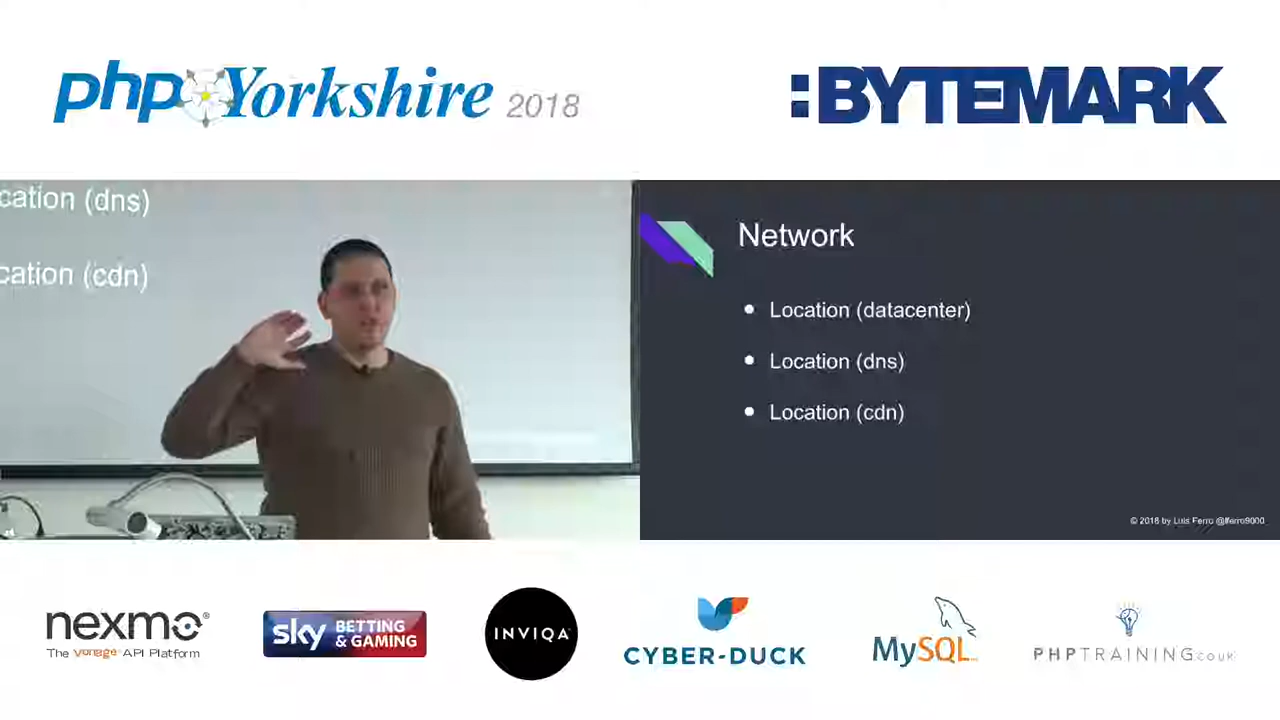 php Yorkshire 2018
:BYTEMARK
cation (dns)
cation (cdn)
Network
Location (datacenter)
Location (dns)
Location (cdn)
© 2018 by Luis Ferro @lferro9000
nexmo®
The Vonage® API Platform
sky BETTING & GAMING
INVIQA
CYBER-DUCK
MySQL
PHPTRAINING.co.uk